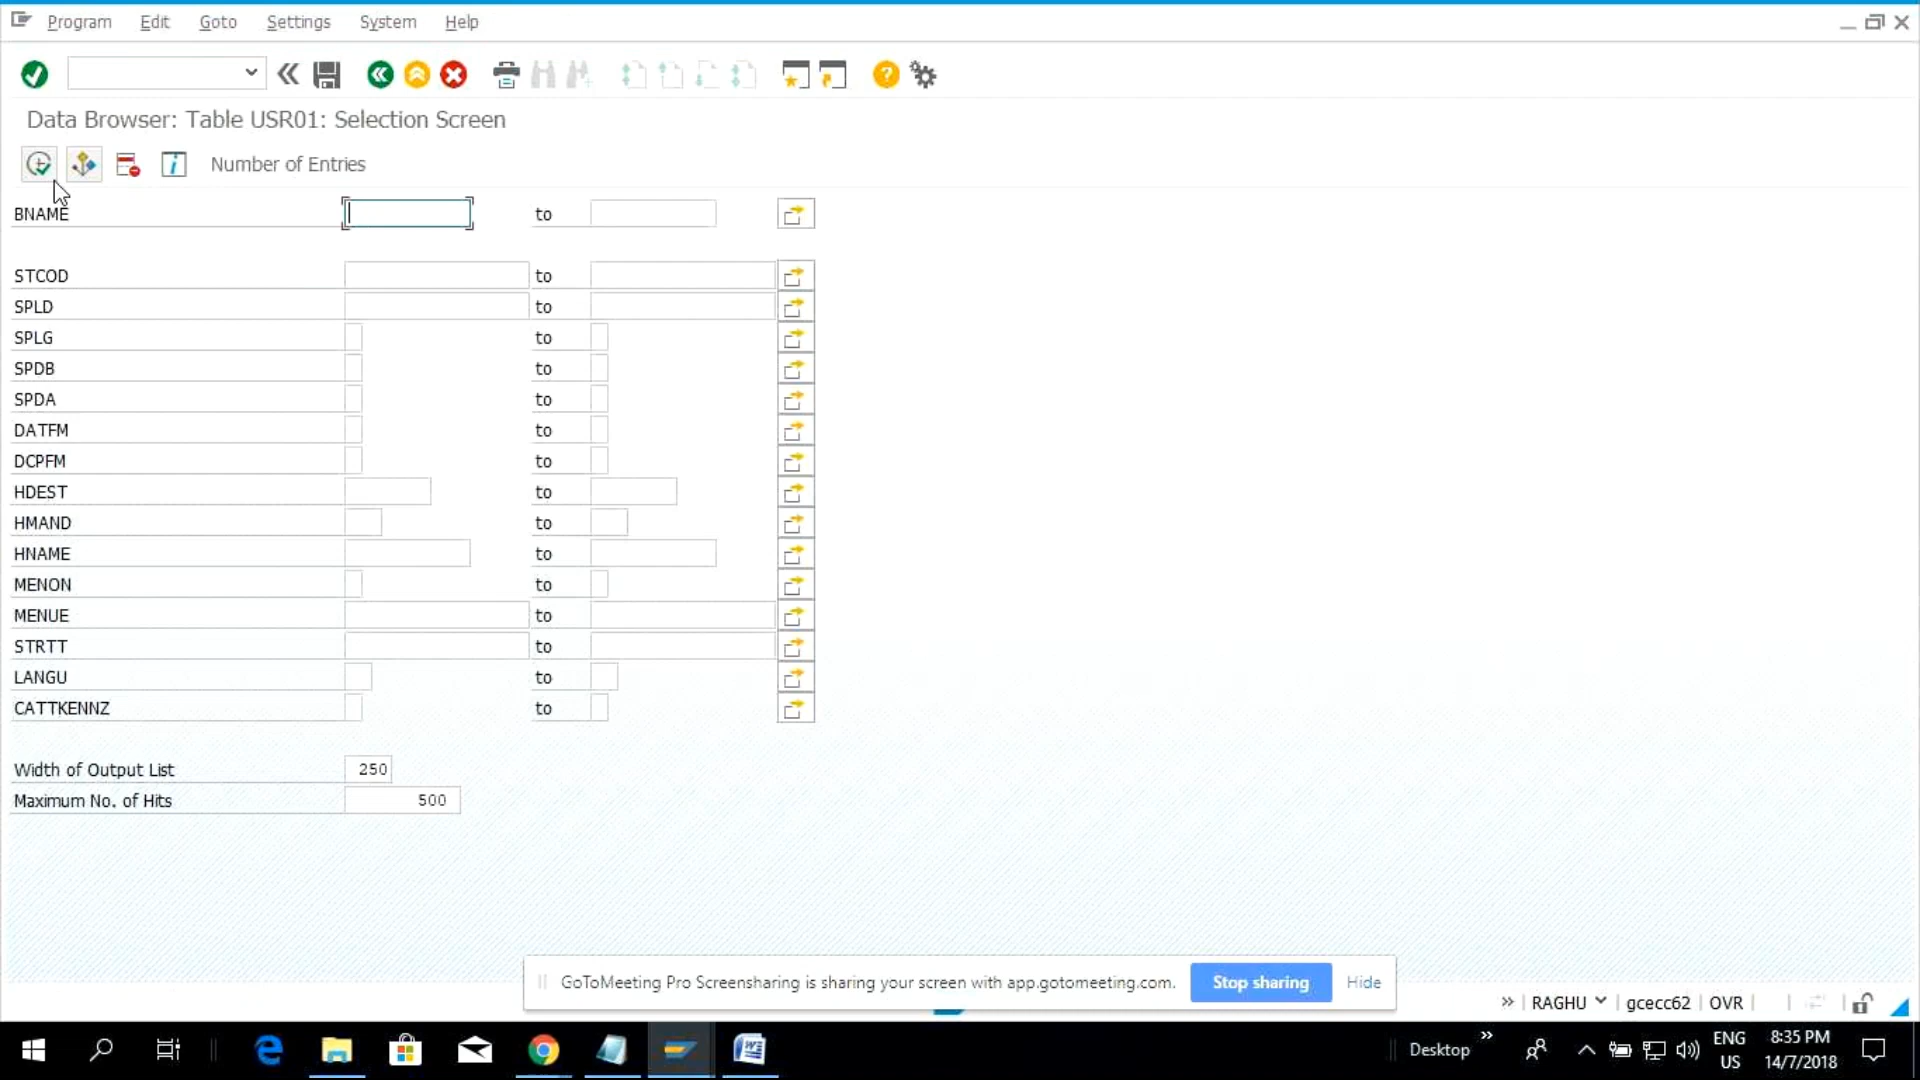 Program Edit Goto Settings System Help
Data Browser: Table USR01: Selection Screen
Number of Entries
BNAME to
STCOD to
SPLD to
SPLG to
SPDB to
SPDA to
DATFM to
DCPFM to
HDEST to
HMAND to
HNAME to
MENON to
MENUE to
STRTT to
LANGU to
CATTKENNZ to
Width of Output List 250
Maximum No. of Hits 500
GoToMeeting Pro Screensharing is sharing your screen with app.gotomeeting.com. Stop sharing Hide
RAGHU gcecc62 OVR
Desktop ENG US 8:35 PM 14/7/2018